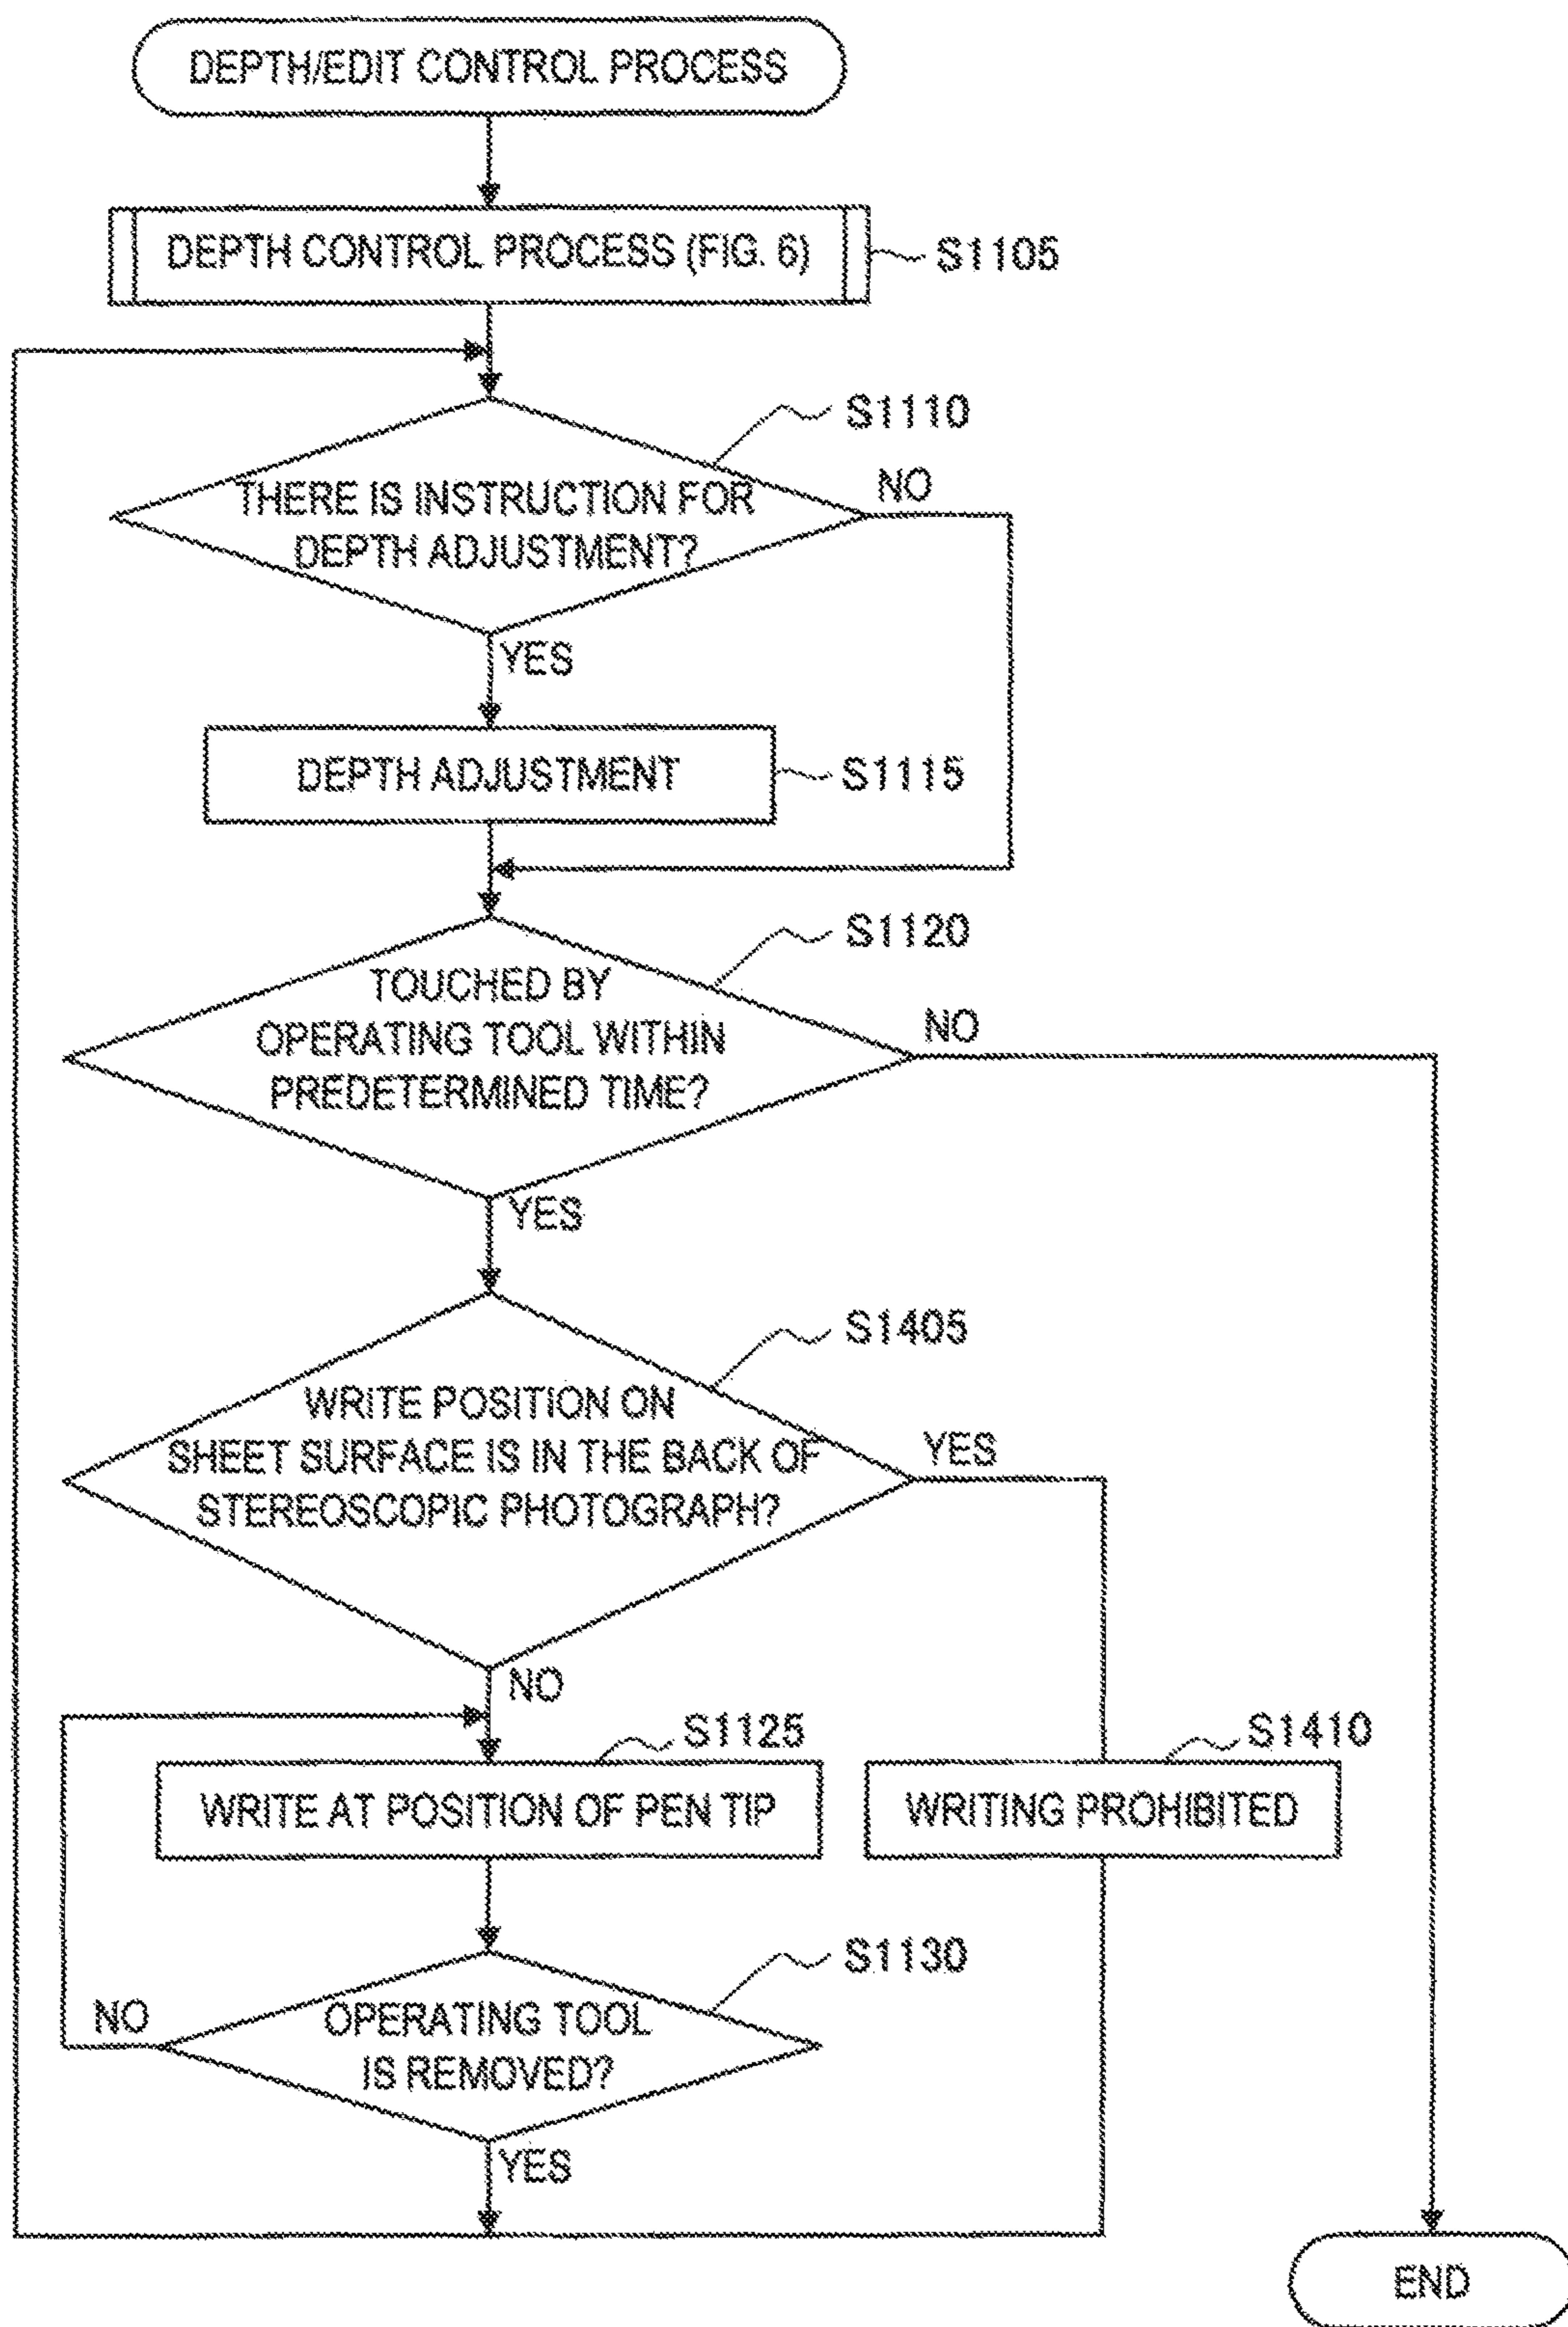 DEPTH/EDIT CONTROL PROCESS
DEPTH CONTROL PROCESS (FIG. 6)
S1105
S1110
THERE IS INSTRUCTION FOR
DEPTH ADJUSTMENT?
NO
YES
DEPTH ADJUSTMENT
S1115
S1120
TOUCHED BY
OPERATING TOOL WITHIN
PREDETERMINED TIME?
NO
YES
S1405
WRITE POSITION ON
SHEET SURFACE IS IN THE BACK OF
STEREOSCOPIC PHOTOGRAPH?
YES
NO
S1125
S1410
WRITE AT POSITION OF PEN TIP
WRITING PROHIBITED
S1130
OPERATING TOOL
IS REMOVED?
NO
YES
END